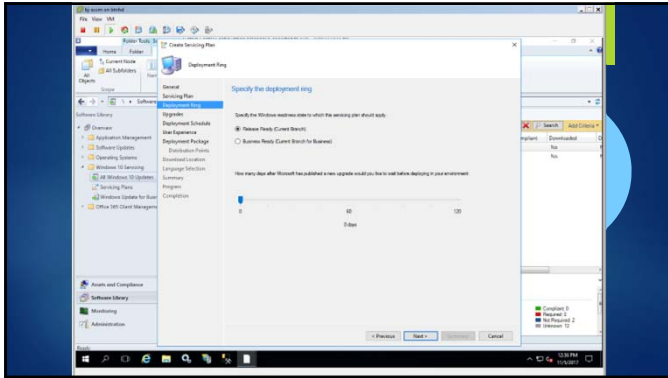 File View VM
Create Servicing Plan
Home Folder
Deployment Ring
Current Node
All Subfolders
All
Objects
Scope
General
Servicing Plan
Deployment Ring
Upgrades
Deployment Schedule
User Experience
Deployment Package
Distribution Points
Download Location
Language Selection
Summary
Progress
Completion
Specify the deployment ring
Specify the Windows readiness state to which this servicing plan should apply.
Release Ready (Current Branch)
Business Ready (Current Branch for Business)
How many days after Microsoft has published a new upgrade would you like to wait before deploying in your environment
0 60 120
0 days
< Previous Next > Summary Cancel
Software Library
Overview
Application Management
Software Updates
Operating Systems
Windows 10 Servicing
All Windows 10 Updates
Servicing Plans
Windows Update for Busi
Office 365 Client Managem
Assets and Compliance
Software Library
Monitoring
Administration
Ready
Search Add Criteria
Downloaded
No
No
Compliant: 0
Required: 0
Not Required: 2
Unknown: 12
12:36 PM
11/5/2017